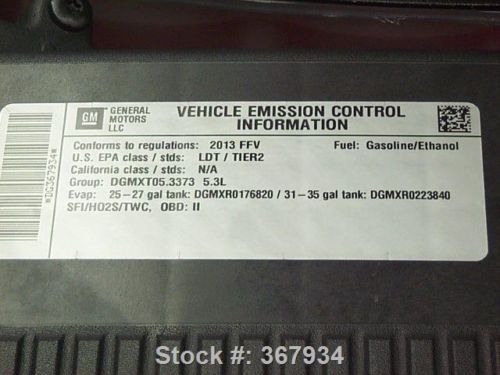 GM
GENERAL MOTORS LLC
VEHICLE EMISSION CONTROL
INFORMATION
Conforms to regulations: 2013 FFV Fuel: Gasoline/Ethanol
U.S. EPA class / stds: LDT / TIER2
California class / stds: N/A
Group: DGMXT05.3373 5.3L
Evap: 25-27 gal tank: DGMXR0176820 / 31-35 gal tank: DGMXR0223840
SFI/HO2S/TWC, OBD: II
*DG367934*
Stock #: 367934